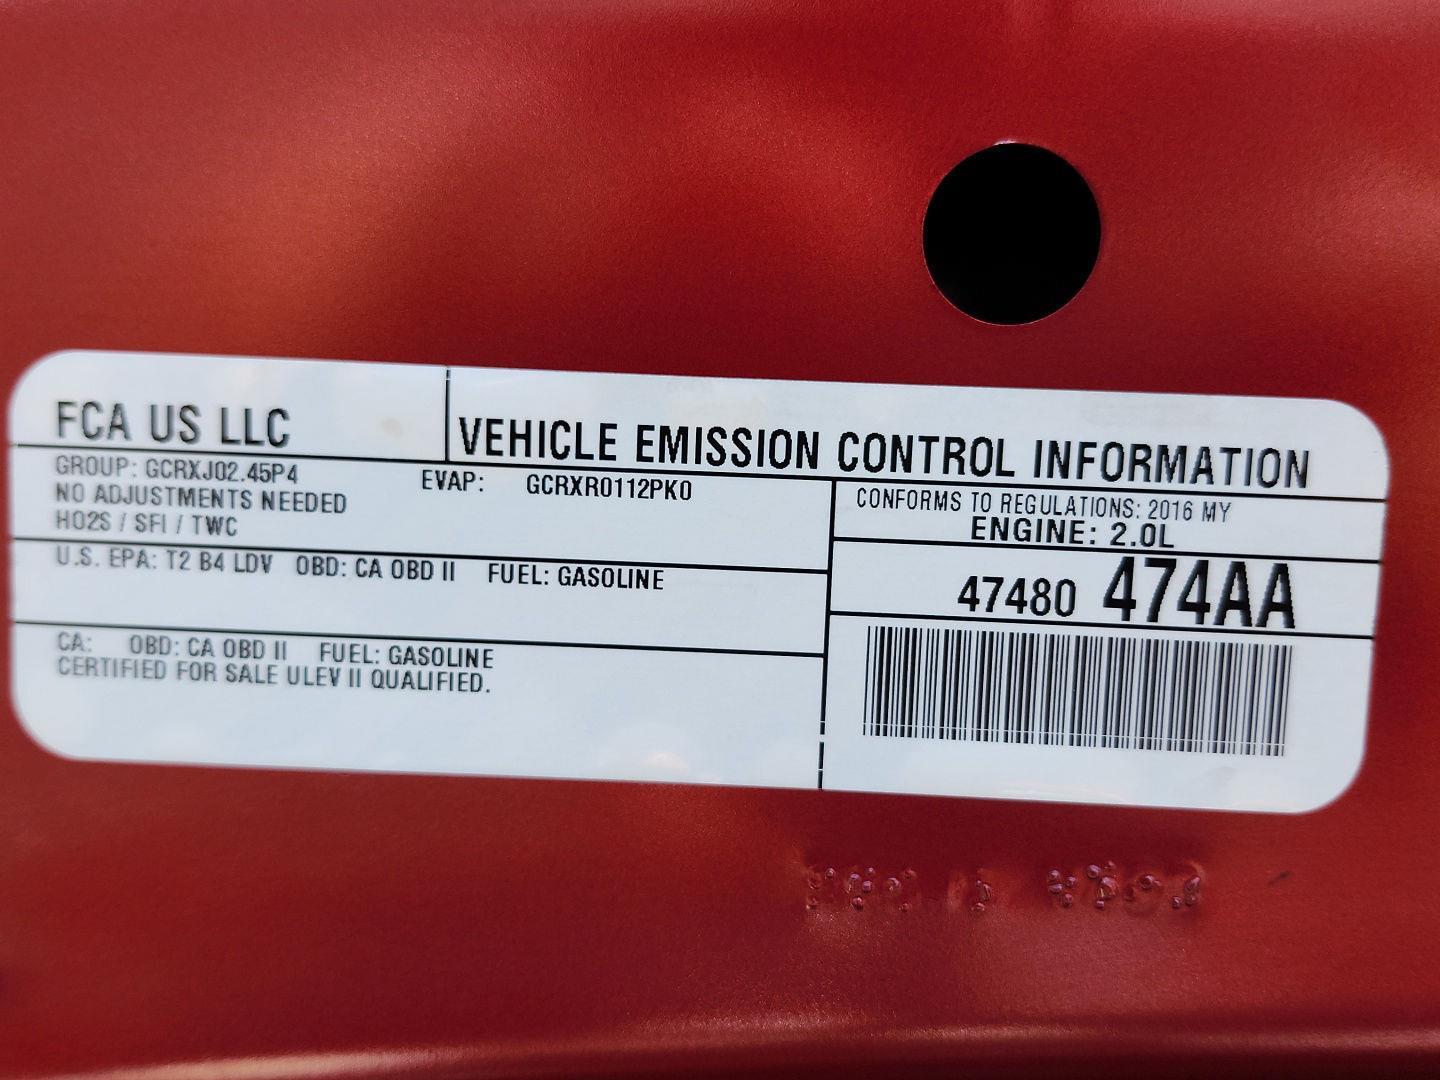 FCA US LLC
VEHICLE EMISSION CONTROL INFORMATION
GROUP: GCRXJ02.45P4
EVAP: GCRXR0112PK0
NO ADJUSTMENTS NEEDED
HO2S / SFI / TWC
CONFORMS TO REGULATIONS: 2016 MY
ENGINE: 2.0L
U.S. EPA: T2 B4 LDV OBD: CA OBD II FUEL: GASOLINE
47480 474AA
CA: OBD: CA OBD II FUEL: GASOLINE
CERTIFIED FOR SALE ULEV II QUALIFIED.